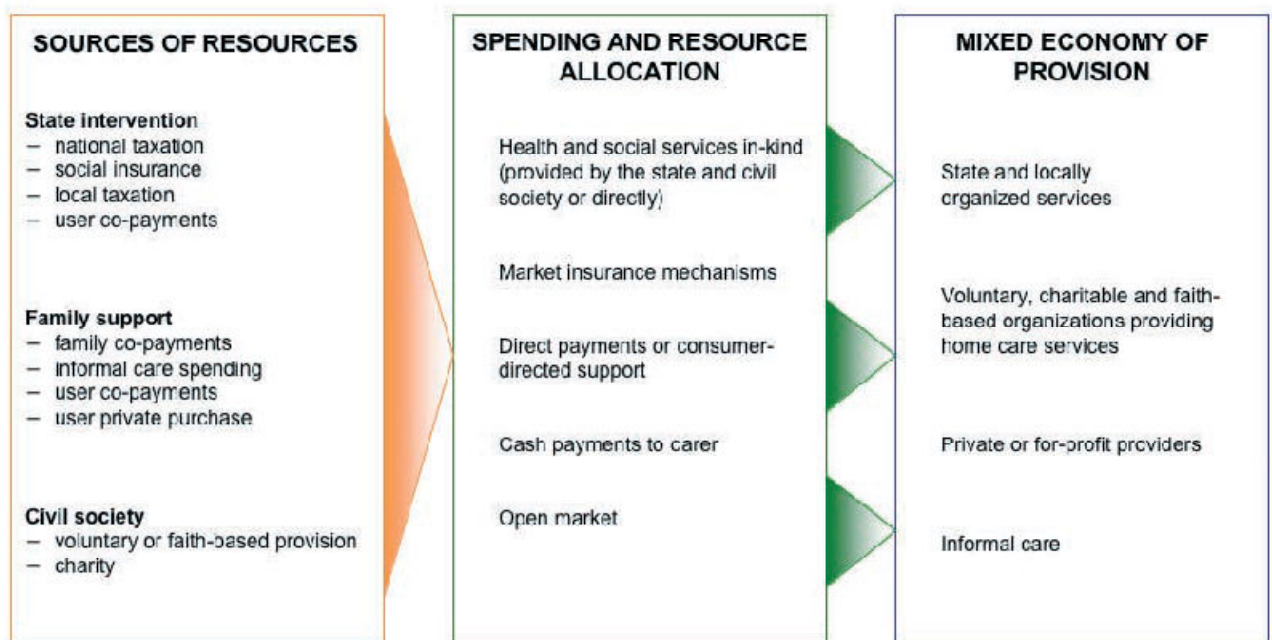 SOURCES OF RESOURCES
State intervention
– national taxation
– social insurance
– local taxation
– user co-payments
Family support
– family co-payments
– informal care spending
– user co-payments
– user private purchase
Civil society
– voluntary or faith-based provision
– charity
SPENDING AND RESOURCE
ALLOCATION
Health and social services in-kind
(provided by the state and civil
society or directly)
Market insurance mechanisms
Direct payments or consumer-
directed support
Cash payments to carer
Open market
MIXED ECONOMY OF
PROVISION
State and locally
organized services
Voluntary, charitable and faith-
based organizations providing
home care services
Private or for-profit providers
Informal care